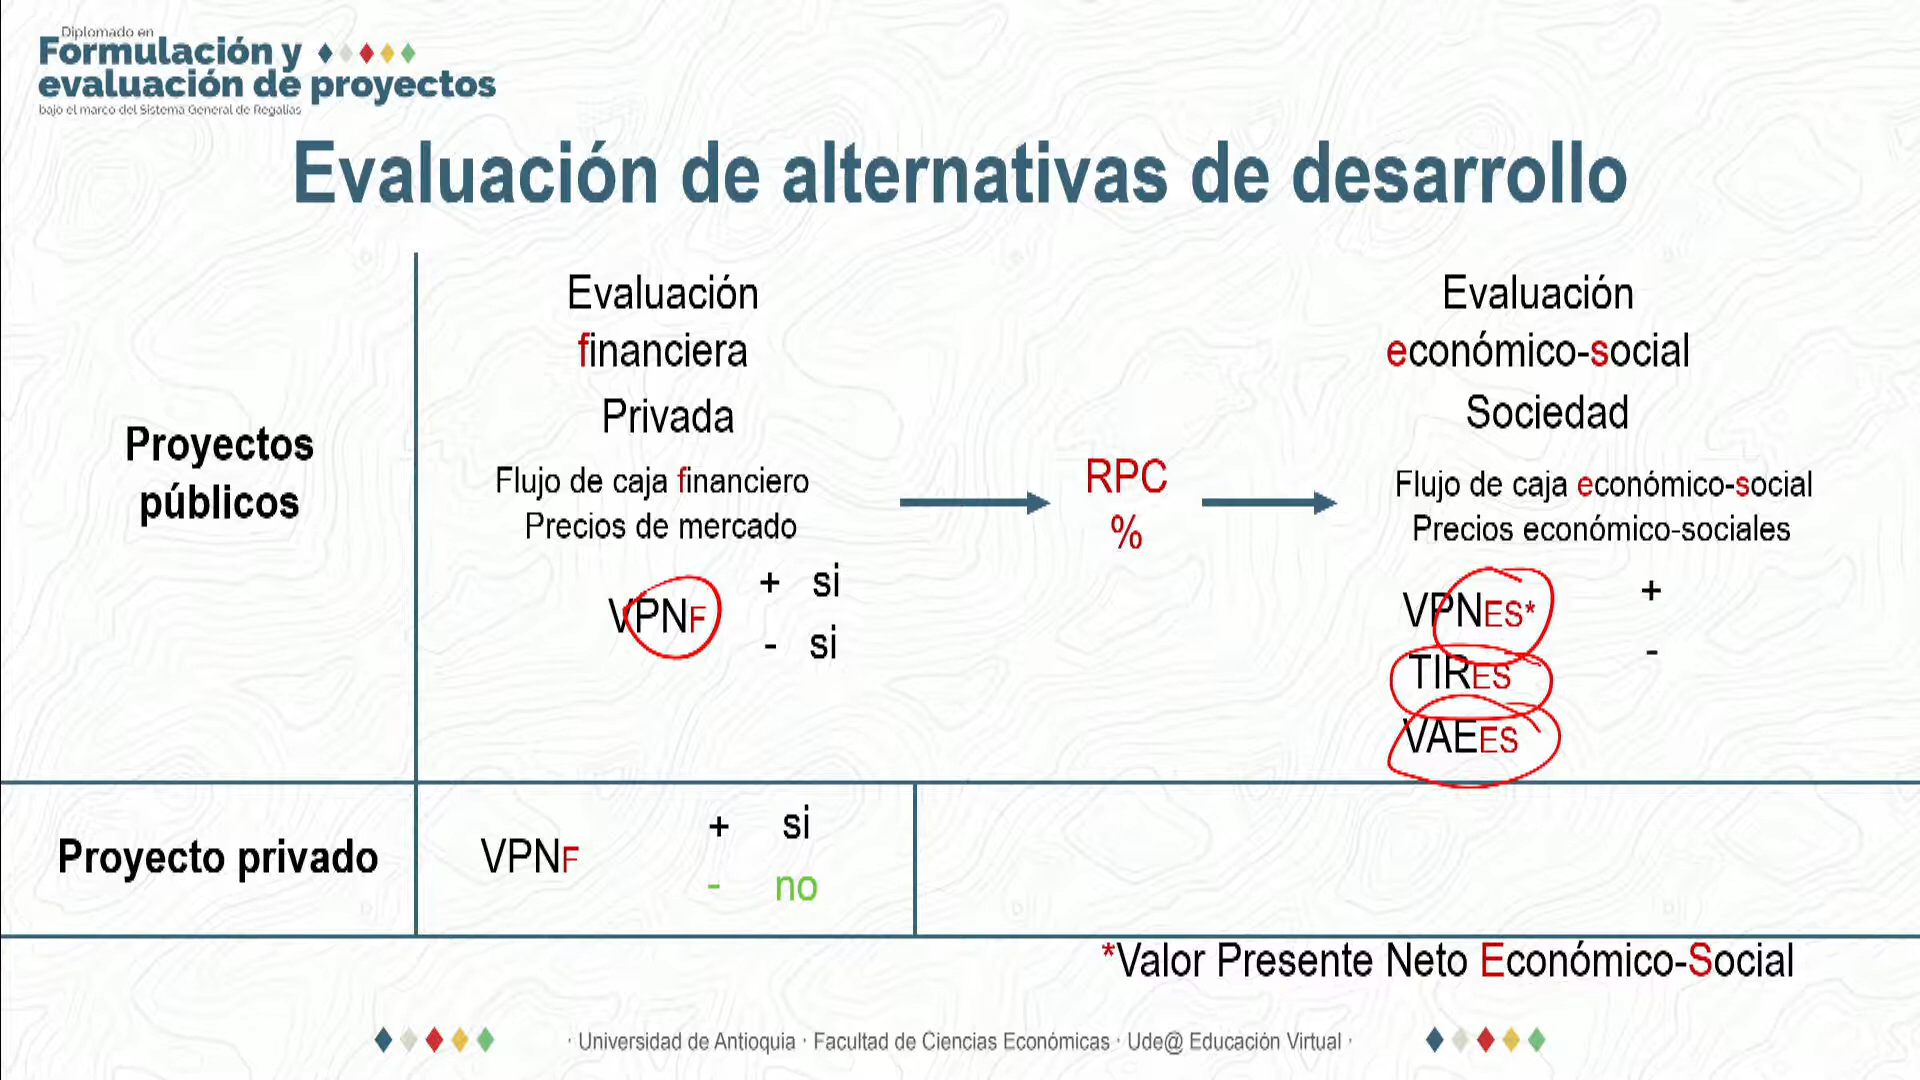 Diplomado en
Formulación y
evaluación de proyectos
bajo el marco del Sistema General de Regalías
Evaluación de alternativas de desarrollo
Proyectos
públicos
Evaluación
financiera
Privada
Flujo de caja financiero
Precios de mercado
VPNF
+ si
- si
RPC
%
Evaluación
económico-social
Sociedad
Flujo de caja económico-social
Precios económico-sociales
VPNES*
+
-
TIRES
VAEES
Proyecto privado
VPNF
+ si
- no
*Valor Presente Neto Económico-Social
· Universidad de Antioquia · Facultad de Ciencias Económicas · Ude@ Educación Virtual ·